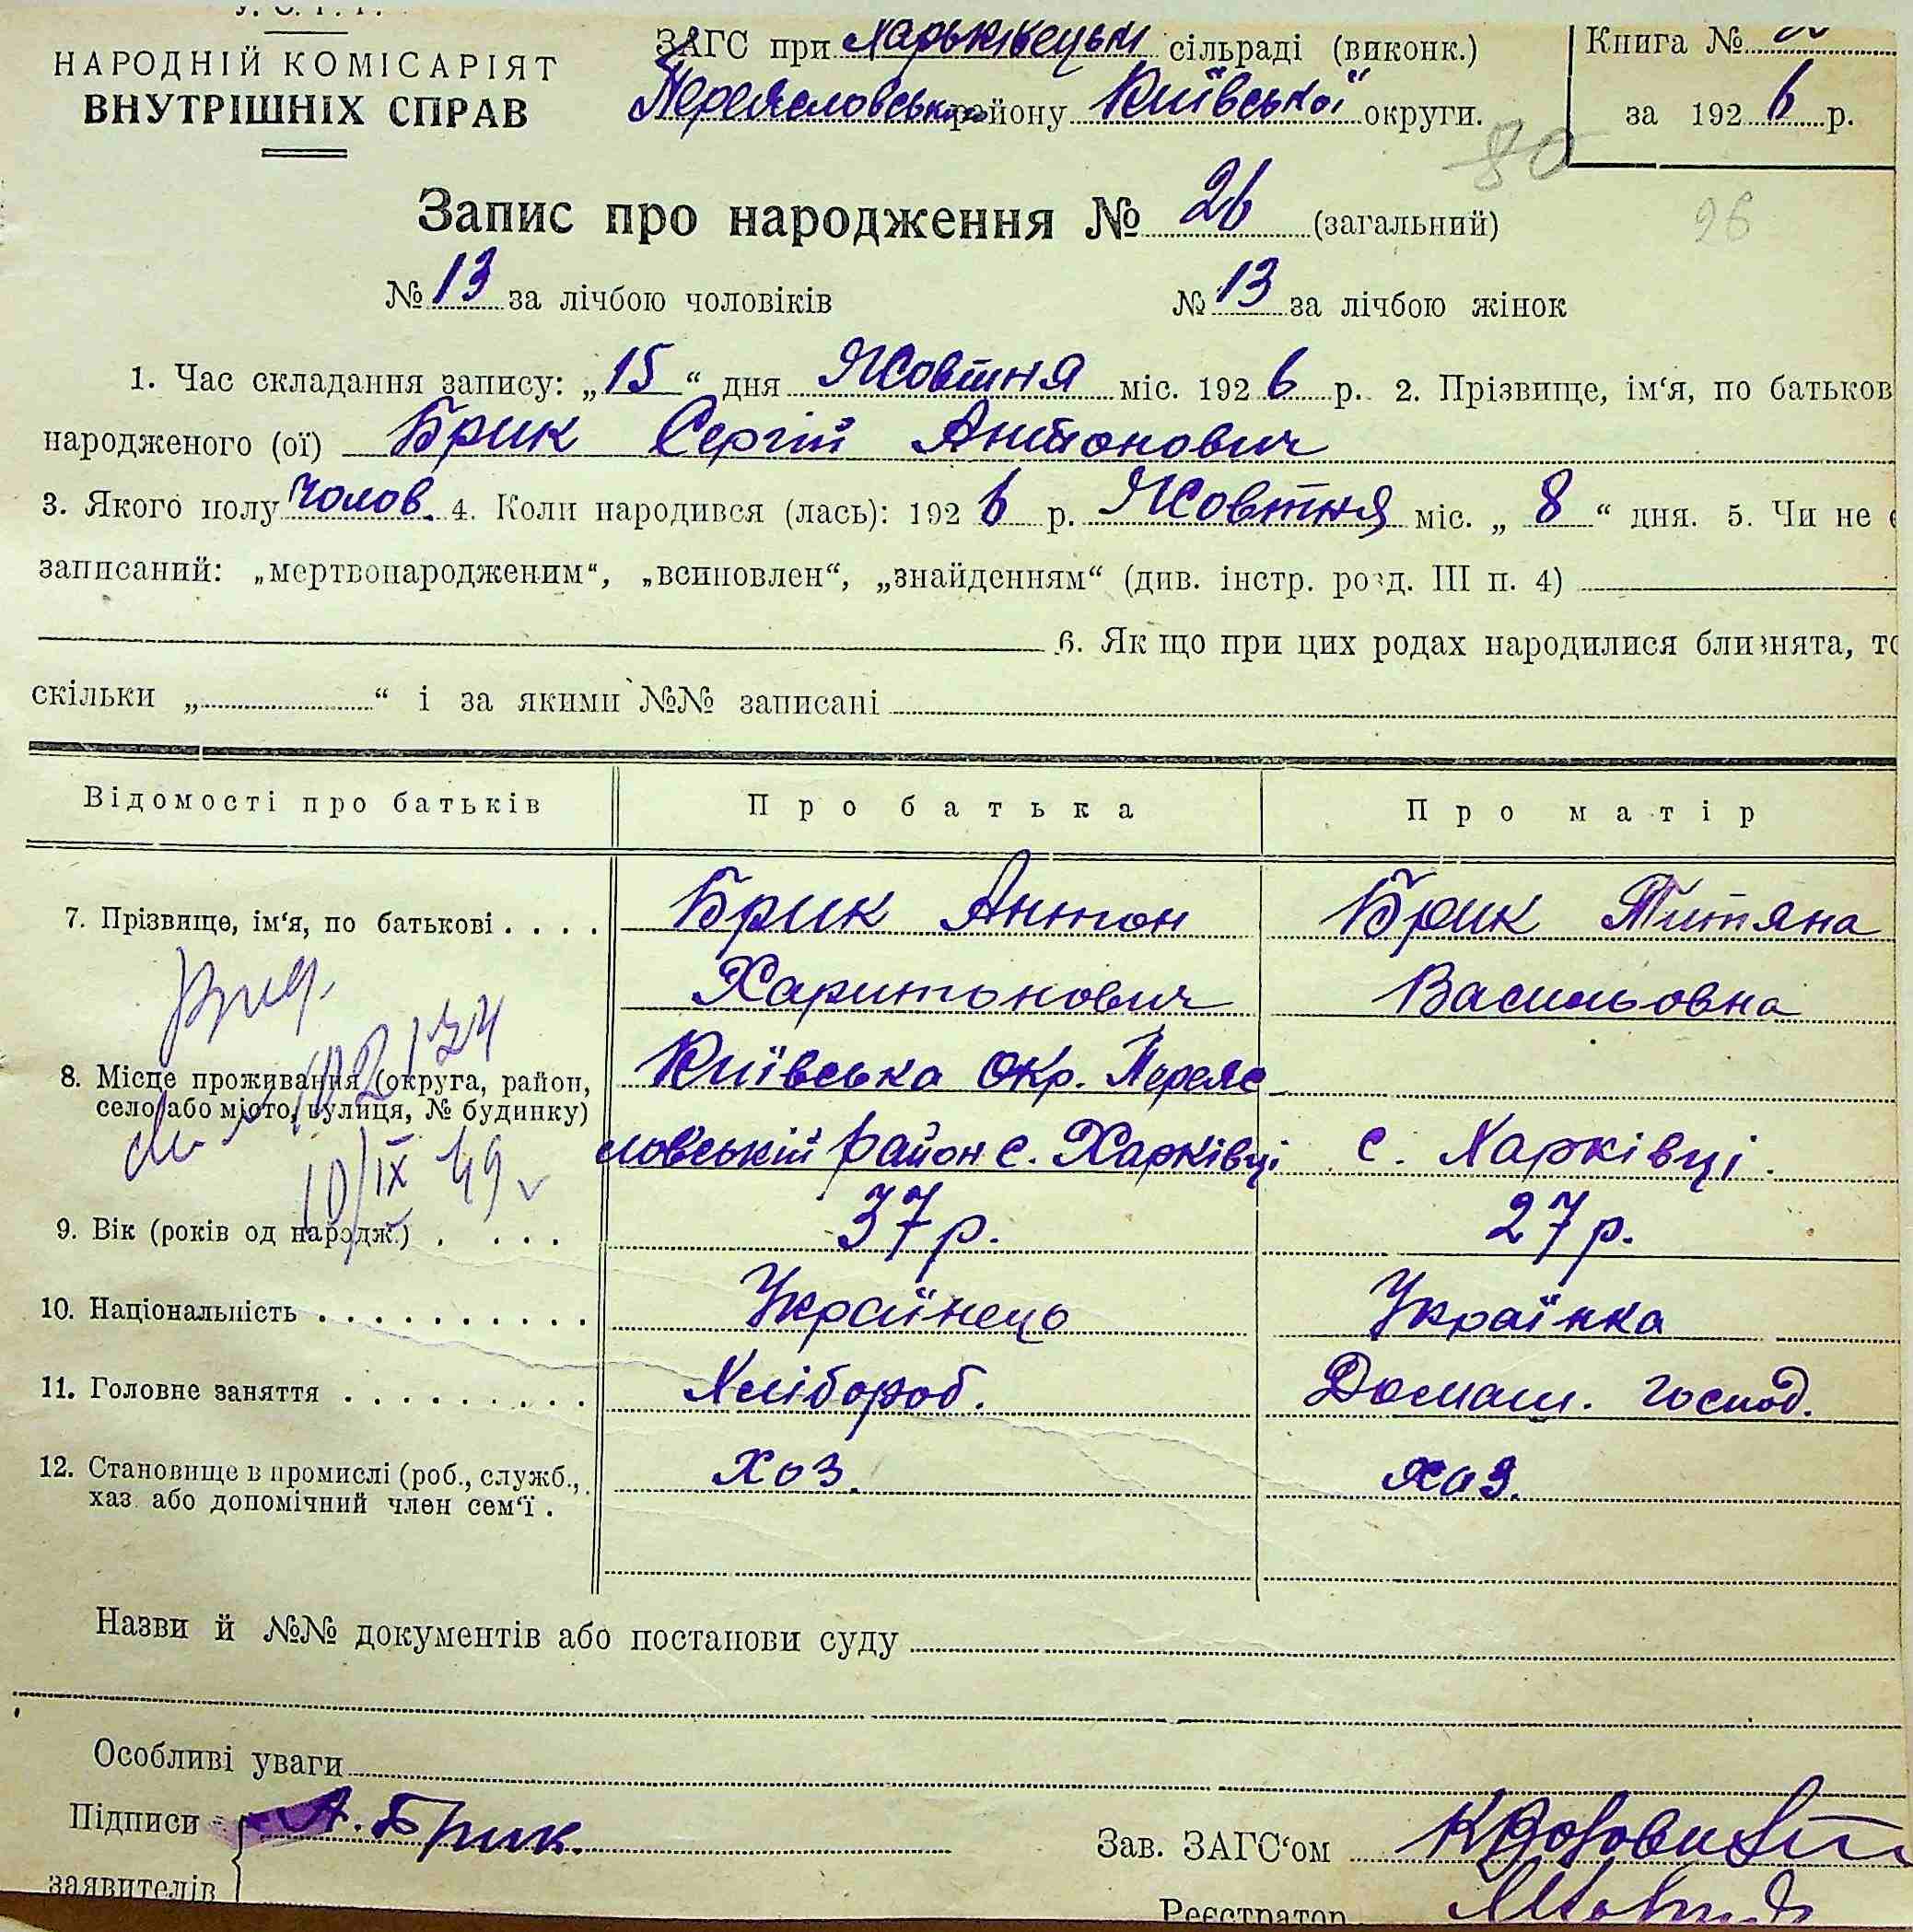 У. С. Р. Р.
НАРОДНІЙ КОМІСАРІЯТ
ВНУТРІШНІХ СПРАВ
ЗАГС при Харьківецьки сільраді (виконк.)
Переясловськ району Київської округи.
Книга №
за 1926 р.
80
Запис про народження № 26 (загальний)
26
№ 13 за лічбою чоловіків № 13 за лічбою жінок
1. Час складання запису: „15“ дня Жовтня міс. 1926 р. 2. Прізвище, ім‘я, по батьков
народженого (ої) Брик Сергій Антонович
3. Якого полу чолов. 4. Коли народився (лась): 1926 р. Жовтня міс. „8“ дня. 5. Чи не є
записаний: „мертвонародженим“, „всиновлен“, „знайденням“ (див. інстр. розд. III п. 4)
6. Як що при цих родах народилися близнята, то
скільки „ “ і за якими №№ записані
Відомості про батьків Про батька Про матір
7. Прізвище, ім‘я, по батькові . . . . Брик Антон Брик Титяна
Харитонович Васильовна
8. Місце проживання (округа, район, Київська Окр. Переяс
село або місто, вулиця, № будинку) ловський район с. Харківці с. Харківці.
10/IX 49
9. Вік (років од народж.) . . . . 37 р. 27 р.
10. Національність . . . . . . . . . . . Українець Українка
11. Головне заняття . . . . . . . . . Хлібороб. Домаш. господ.
12. Становище в промислі (роб., служб., хоз. хаз.
хаз або допомічний член сем‘ї .
Назви й №№ документів або постанови суду
Особливі уваги
Підписи А. Брик.
заявителів
Зав. ЗАГС‘ом
Реєстратор